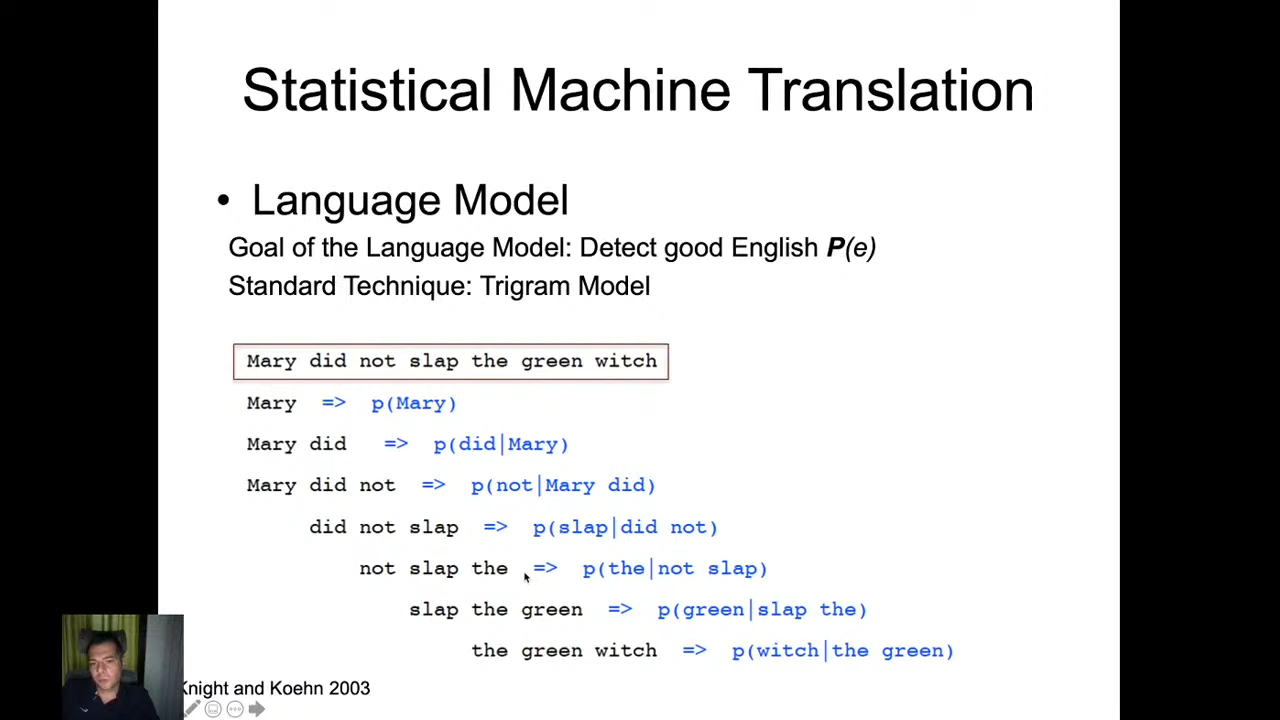 Statistical Machine Translation
• Language Model
Goal of the Language Model: Detect good English P(e)
Standard Technique: Trigram Model
Mary did not slap the green witch
Mary => p(Mary)
Mary did => p(did|Mary)
Mary did not => p(not|Mary did)
did not slap => p(slap|did not)
not slap the => p(the|not slap)
slap the green => p(green|slap the)
the green witch => p(witch|the green)
Knight and Koehn 2003